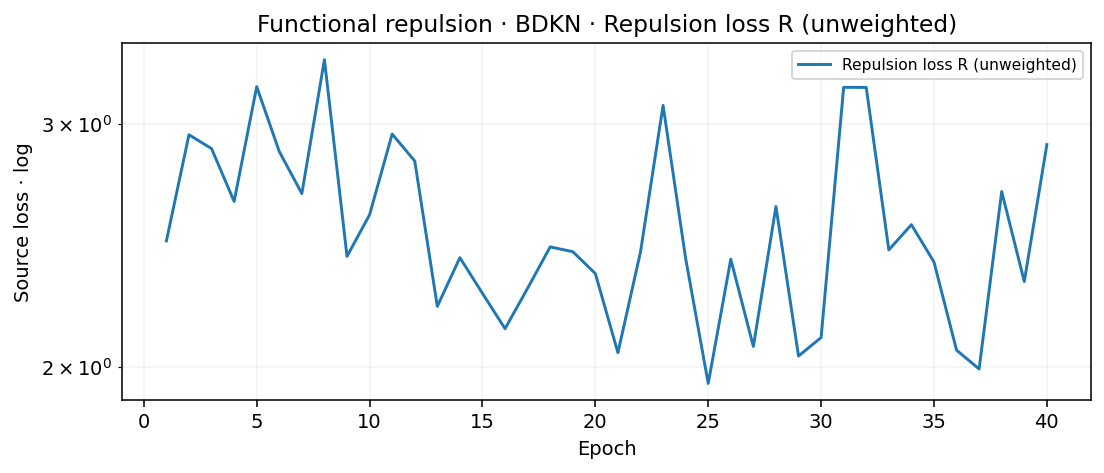 Functional repulsion · BDKN · Repulsion loss R (unweighted)
Repulsion loss R (unweighted)
3 × 10⁰
2 × 10⁰
Source loss · log
0 5 10 15 20 25 30 35 40
Epoch